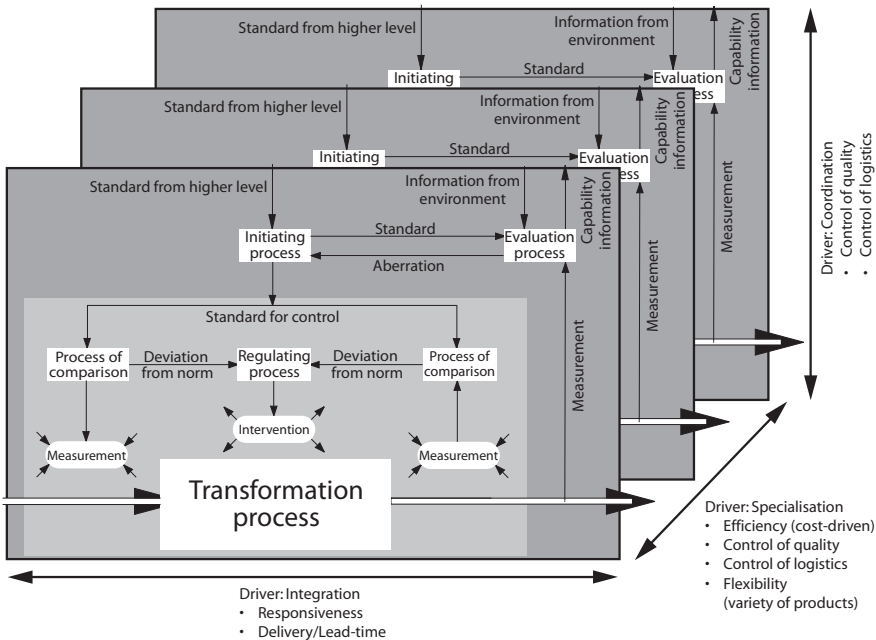 Standard from higher level
Information from
environment
Capability
information
Initiating
Standard
Evaluation
ess
Measurement
Standard from higher level
Information from
environment
Capability
information
Initiating
Standard
Evaluation
ess
Measurement
Standard from higher level
Information from
environment
Capability
information
Initiating
process
Standard
Evaluation
process
Aberration
Measurement
Standard for control
Process of
comparison
Deviation
from norm
Regulating
process
Deviation
from norm
Process of
comparison
Measurement
Intervention
Measurement
Transformation
process
Driver: Coordination
• Control of quality
• Control of logistics
Driver: Specialisation
• Efficiency (cost-driven)
• Control of quality
• Control of logistics
• Flexibility
(variety of products)
Driver: Integration
• Responsiveness
• Delivery/Lead-time